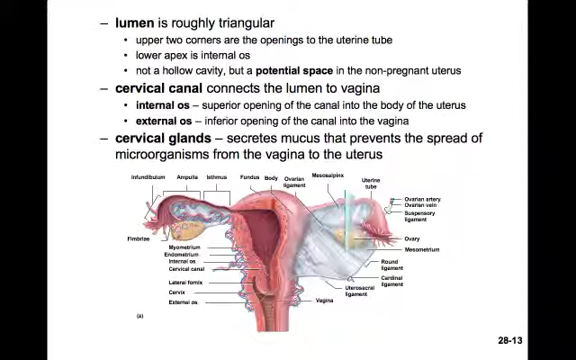 – lumen is roughly triangular
• upper two corners are the openings to the uterine tube
• lower apex is internal os
• not a hollow cavity, but a potential space in the non-pregnant uterus
– cervical canal connects the lumen to vagina
• internal os – superior opening of the canal into the body of the uterus
• external os – inferior opening of the canal into the vagina
– cervical glands – secretes mucus that prevents the spread of
microorganisms from the vagina to the uterus
Infundibulum
Ampulla
Isthmus
Fundus
Body
Ovarian
ligament
Mesosalpinx
Uterine
tube
Ovarian artery
Ovarian vein
Suspensory
ligament
Fimbriae
Ovary
Myometrium
Mesometrium
Endometrium
Internal os
Round
ligament
Cervical canal
Cardinal
ligament
Lateral fornix
Uterosacral
ligament
Cervix
External os
Vagina
(a)
28-13